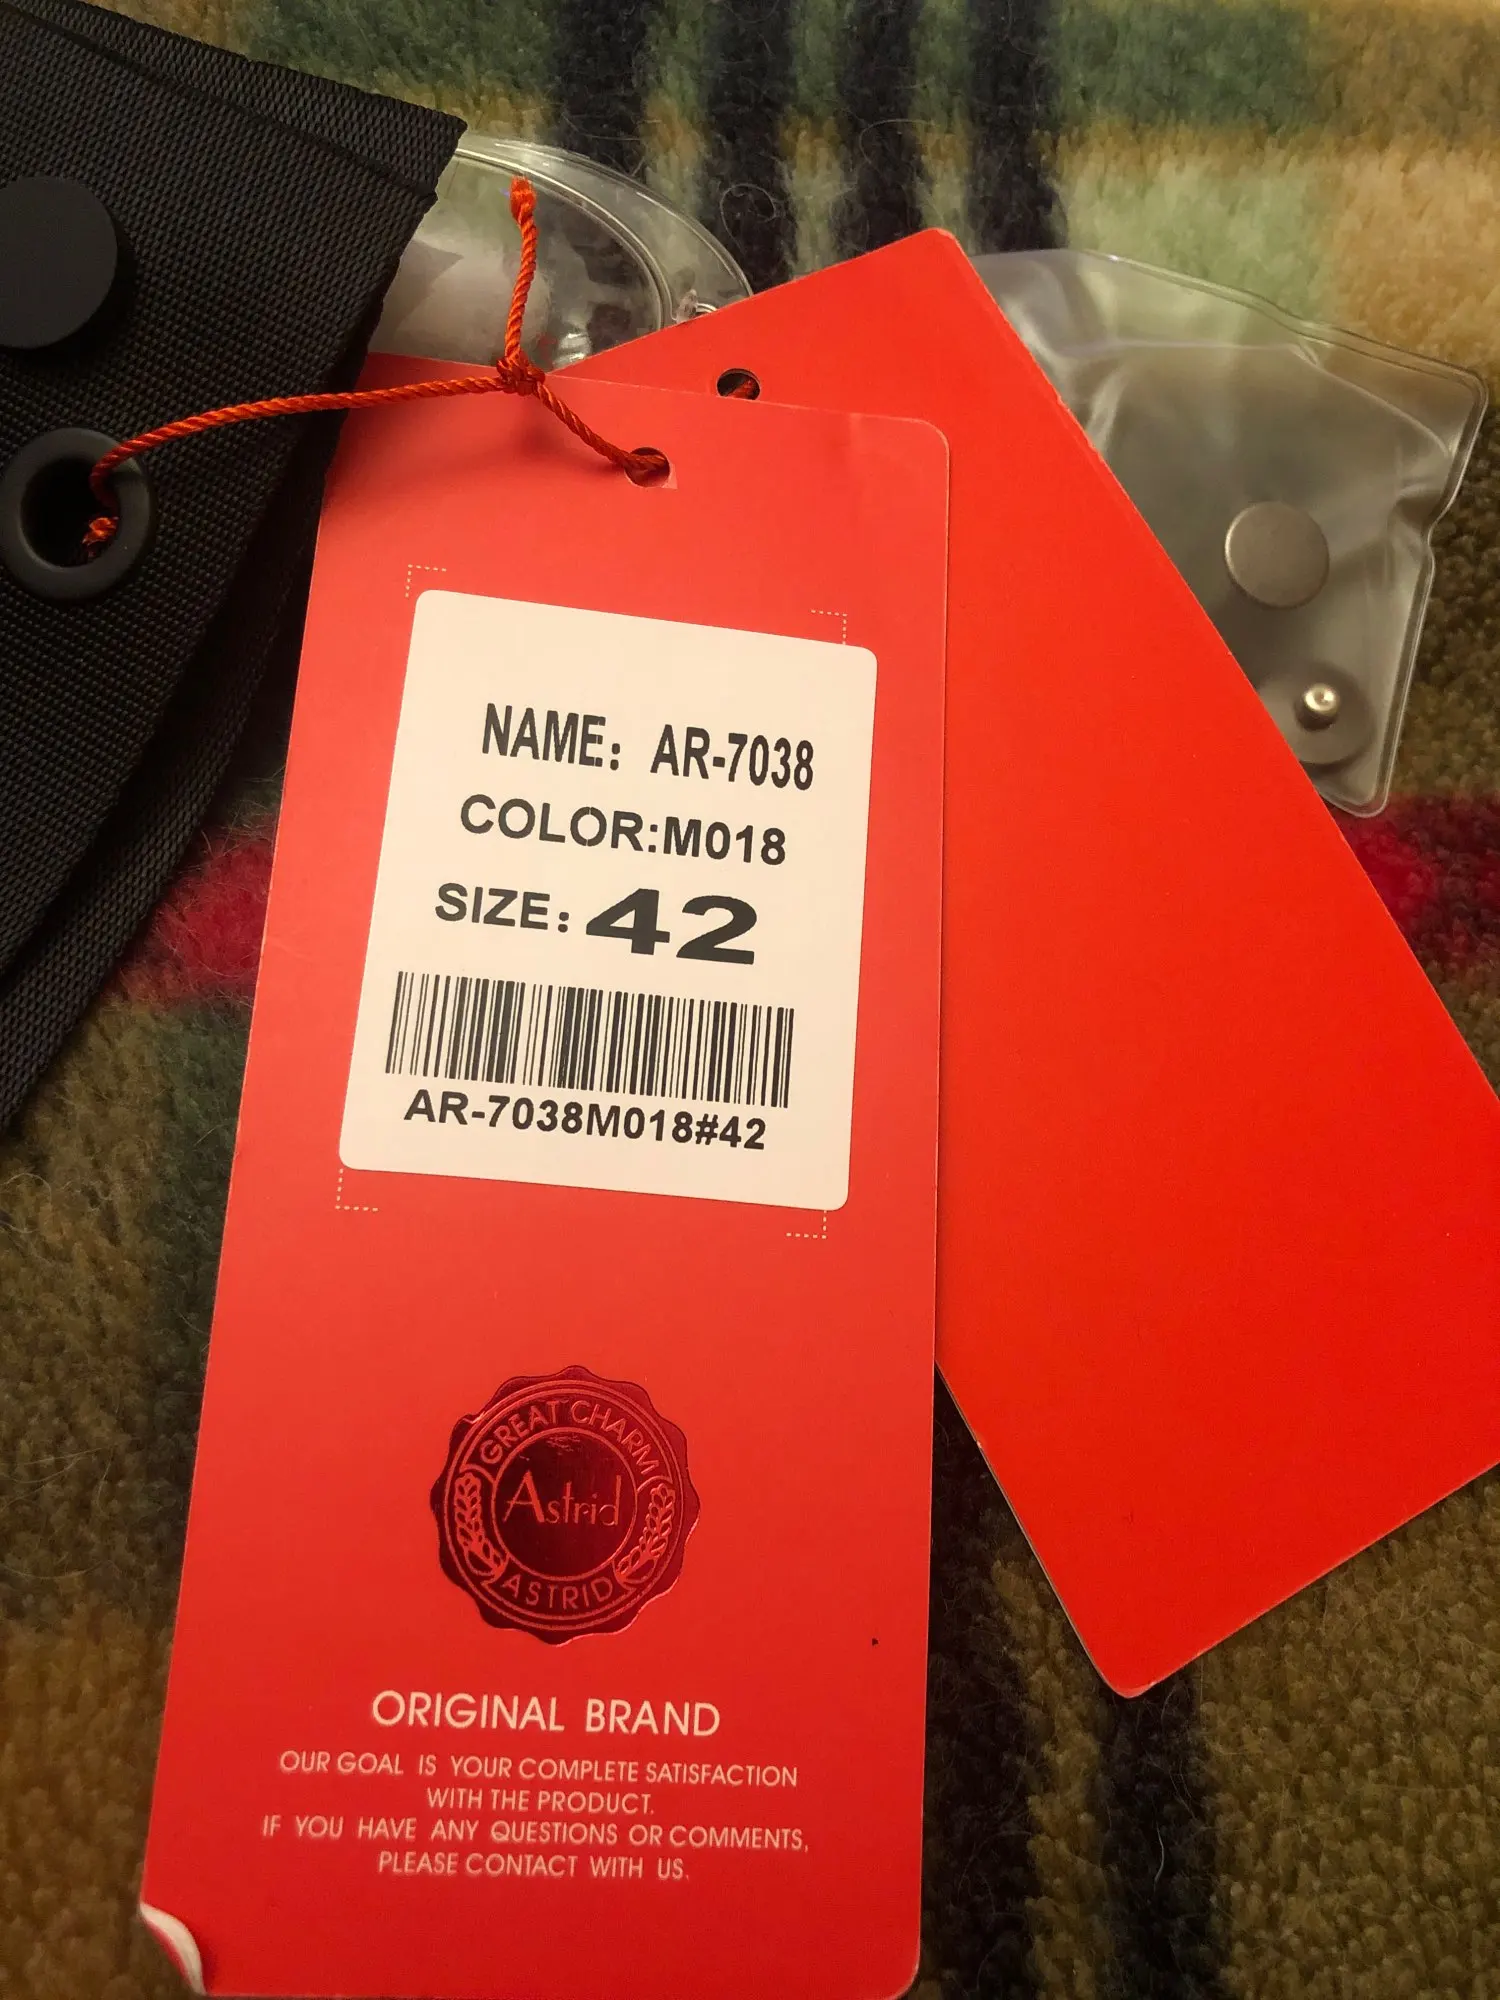 NAME: AR-7038
COLOR:M018
SIZE: 42
AR-7038M018#42
GREAT CHARM
Astrid
ASTRID
ORIGINAL BRAND
OUR GOAL IS YOUR COMPLETE SATISFACTION
WITH THE PRODUCT.
IF YOU HAVE ANY QUESTIONS OR COMMENTS,
PLEASE CONTACT WITH US.